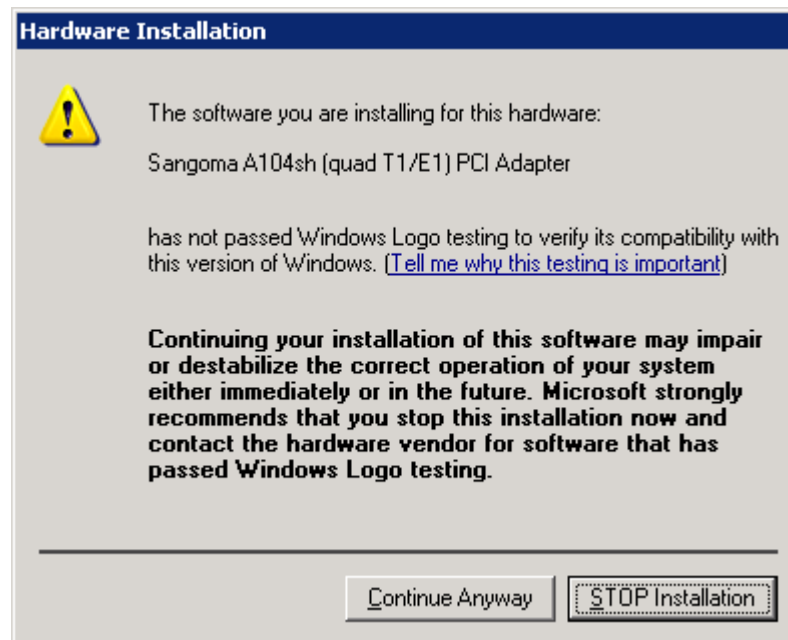 Hardware Installation
The software you are installing for this hardware:
Sangoma A104sh (quad T1/E1) PCI Adapter
has not passed Windows Logo testing to verify its compatibility with
this version of Windows. (Tell me why this testing is important)
Continuing your installation of this software may impair
or destabilize the correct operation of your system
either immediately or in the future. Microsoft strongly
recommends that you stop this installation now and
contact the hardware vendor for software that has
passed Windows Logo testing.
Continue Anyway STOP Installation